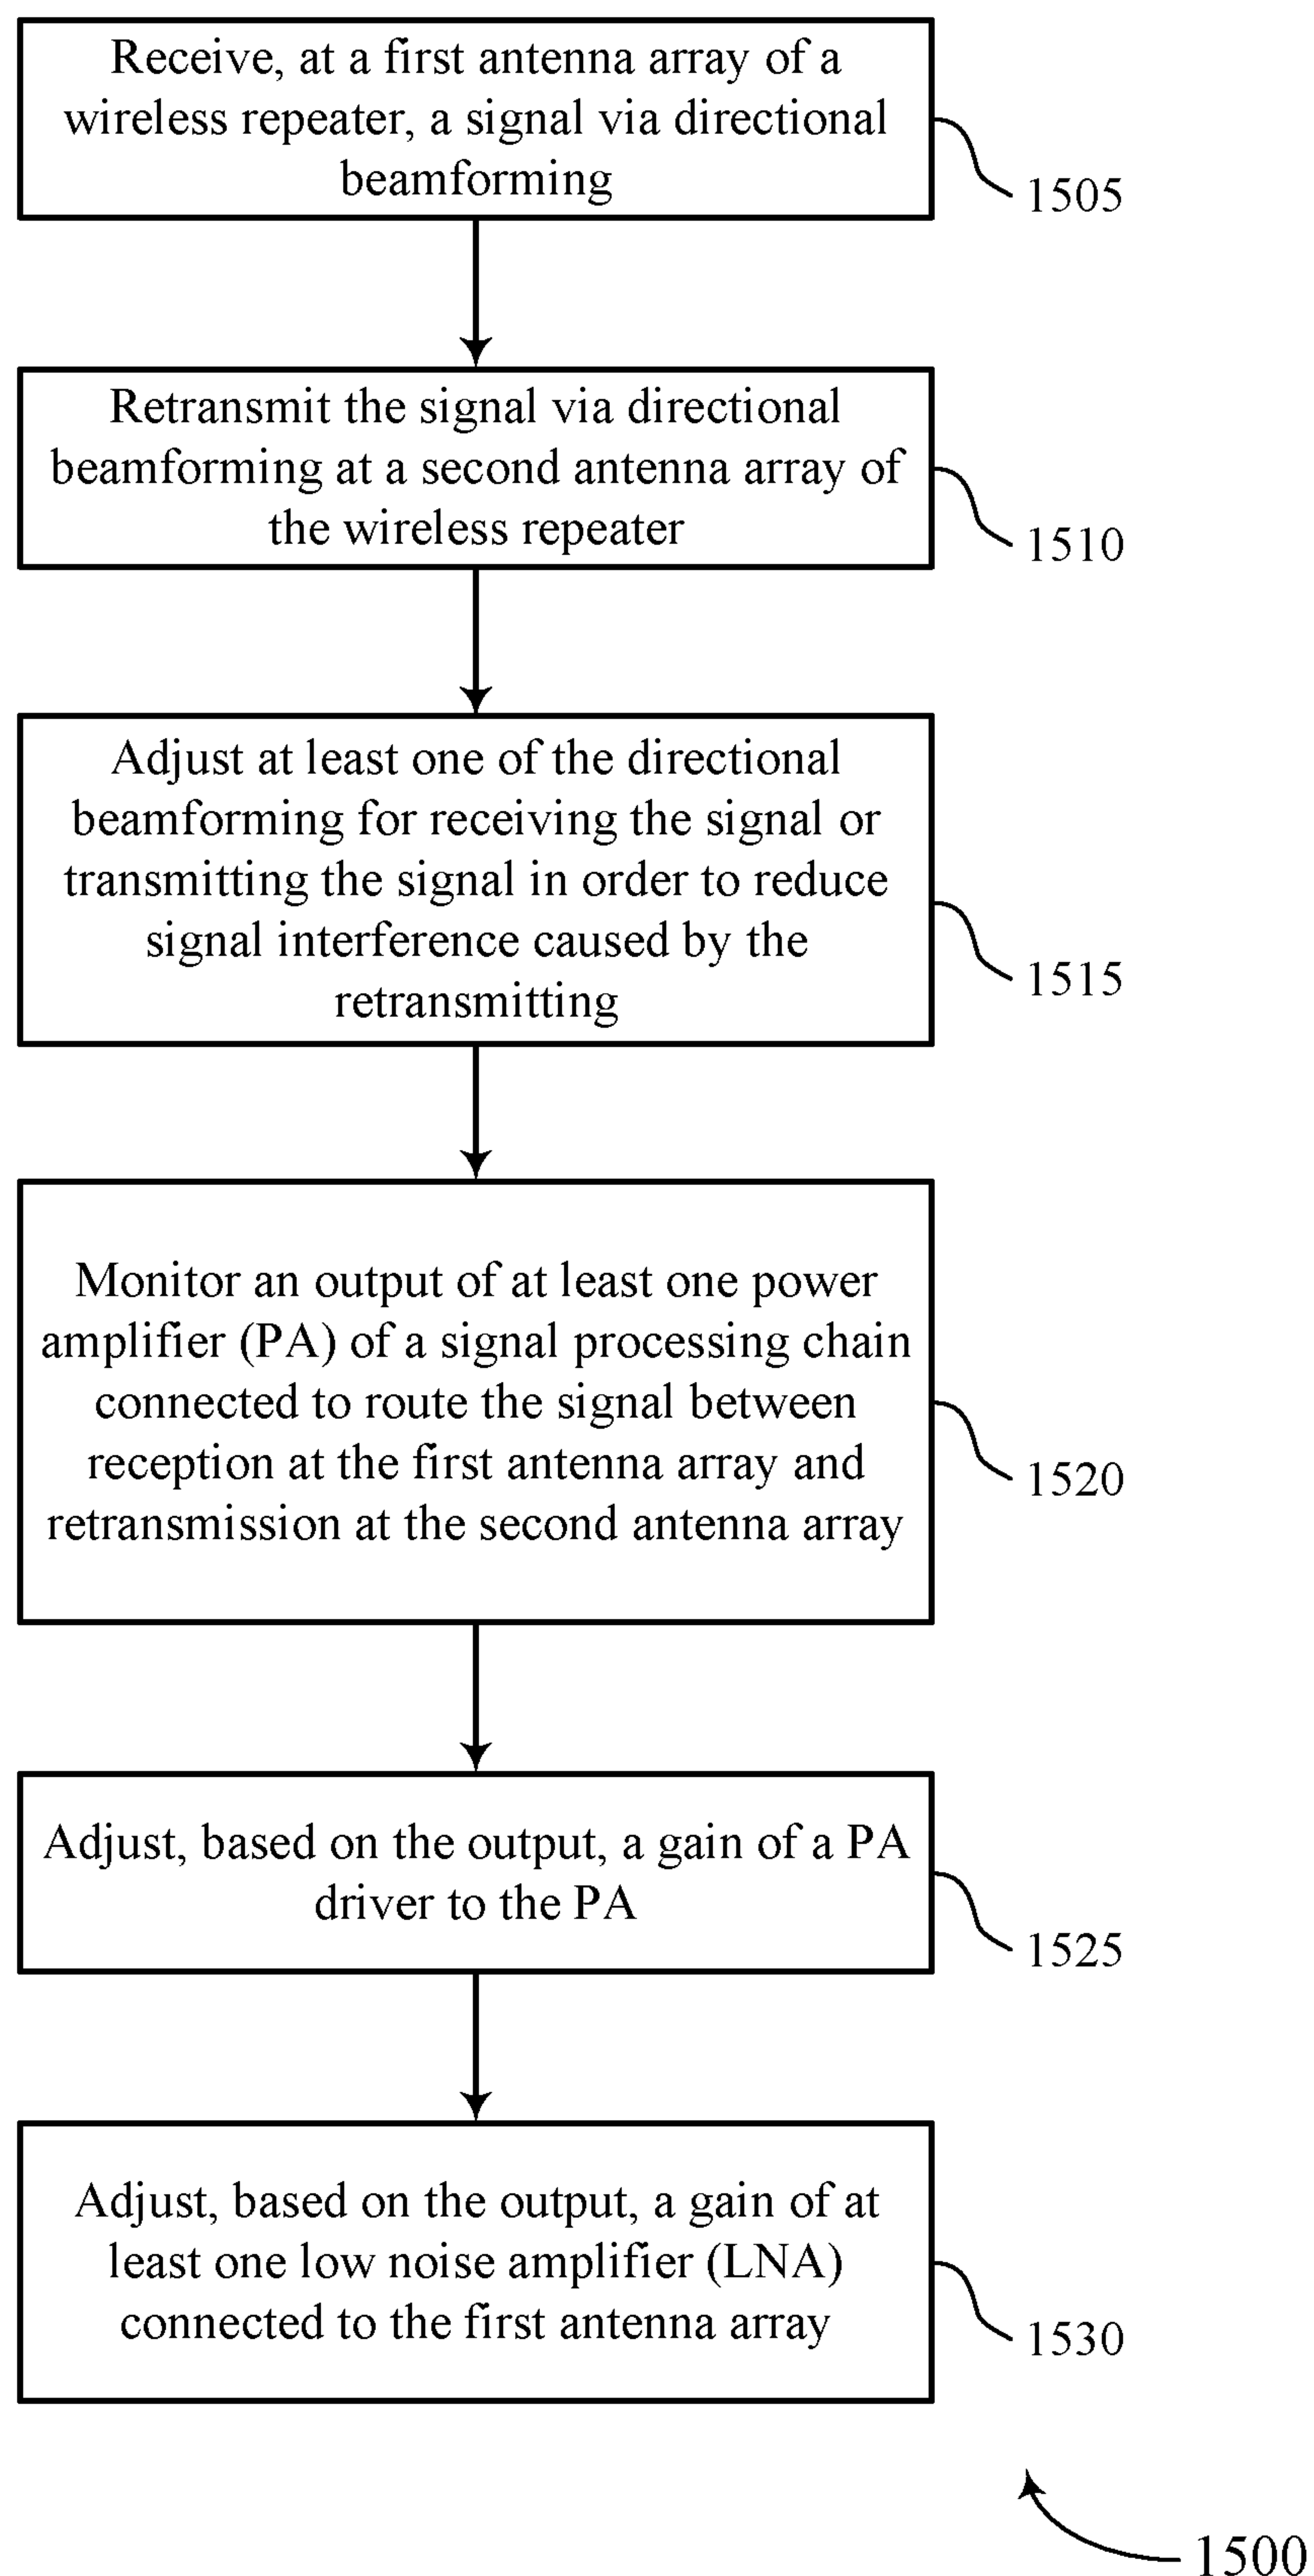 Receive, at a first antenna array of a
wireless repeater, a signal via directional
beamforming
1505
Retransmit the signal via directional
beamforming at a second antenna array of
the wireless repeater
1510
Adjust at least one of the directional
beamforming for receiving the signal or
transmitting the signal in order to reduce
signal interference caused by the
retransmitting
1515
Monitor an output of at least one power
amplifier (PA) of a signal processing chain
connected to route the signal between
reception at the first antenna array and
retransmission at the second antenna array
1520
Adjust, based on the output, a gain of a PA
driver to the PA
1525
Adjust, based on the output, a gain of at
least one low noise amplifier (LNA)
connected to the first antenna array
1530
1500